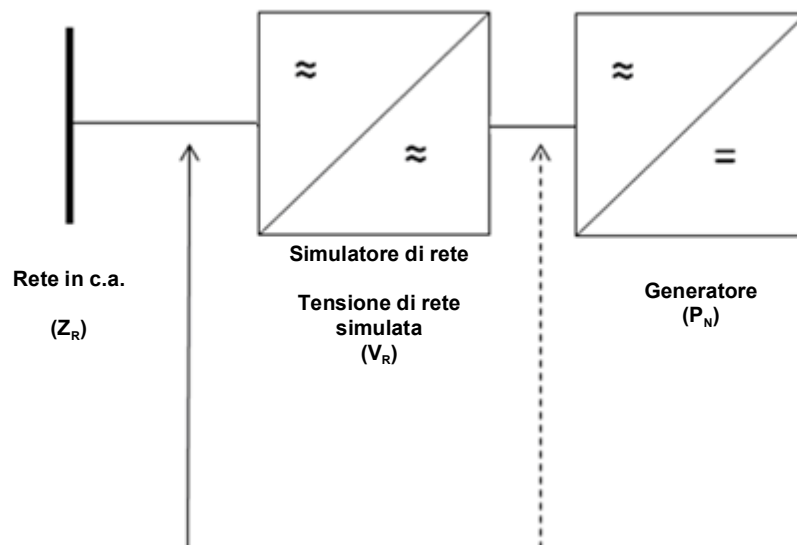 ≈
≈
≈
=
Rete in c.a.
(Z_R)
Simulatore di rete
Tensione di rete
simulata
(V_R)
Generatore
(P_N)